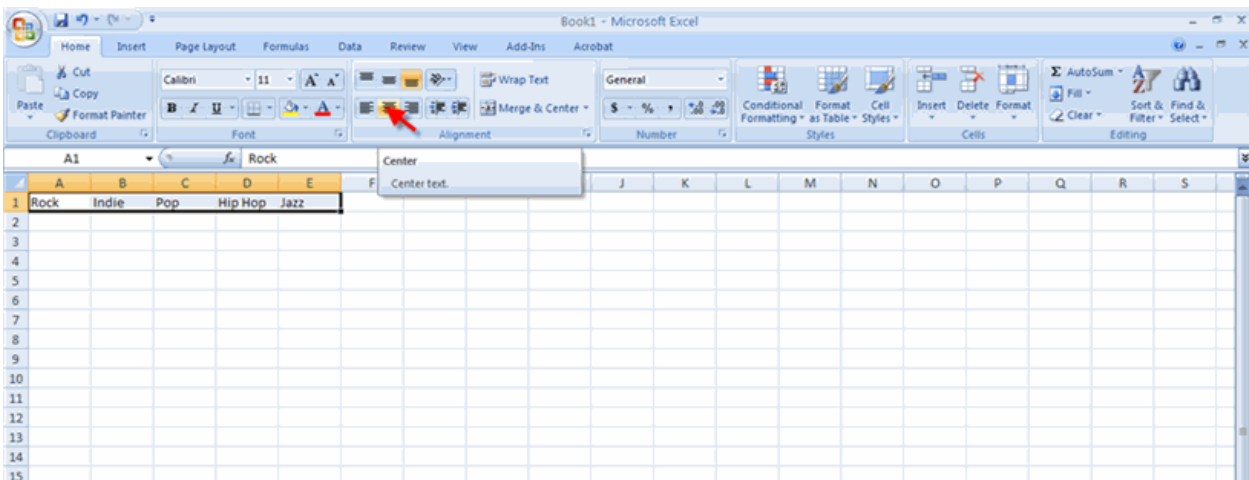 Book1 - Microsoft Excel
Home Insert Page Layout Formulas Data Review View Add-Ins Acrobat
Cut
Copy
Format Painter
Paste
Clipboard
Calibri 11 A A
B I U A
Font
Wrap Text
Merge & Center
Alignment
General
$ % , .0 .00 .00 .0
Number
Conditional Formatting
Format as Table
Cell Styles
Styles
Insert Delete Format
Cells
Σ AutoSum
Fill
Clear
Sort & Filter
Find & Select
Editing
A1 fx Rock
Center
Center text.
A B C D E F J K L M N O P Q R S
1 Rock Indie Pop Hip Hop Jazz
2
3
4
5
6
7
8
9
10
11
12
13
14
15